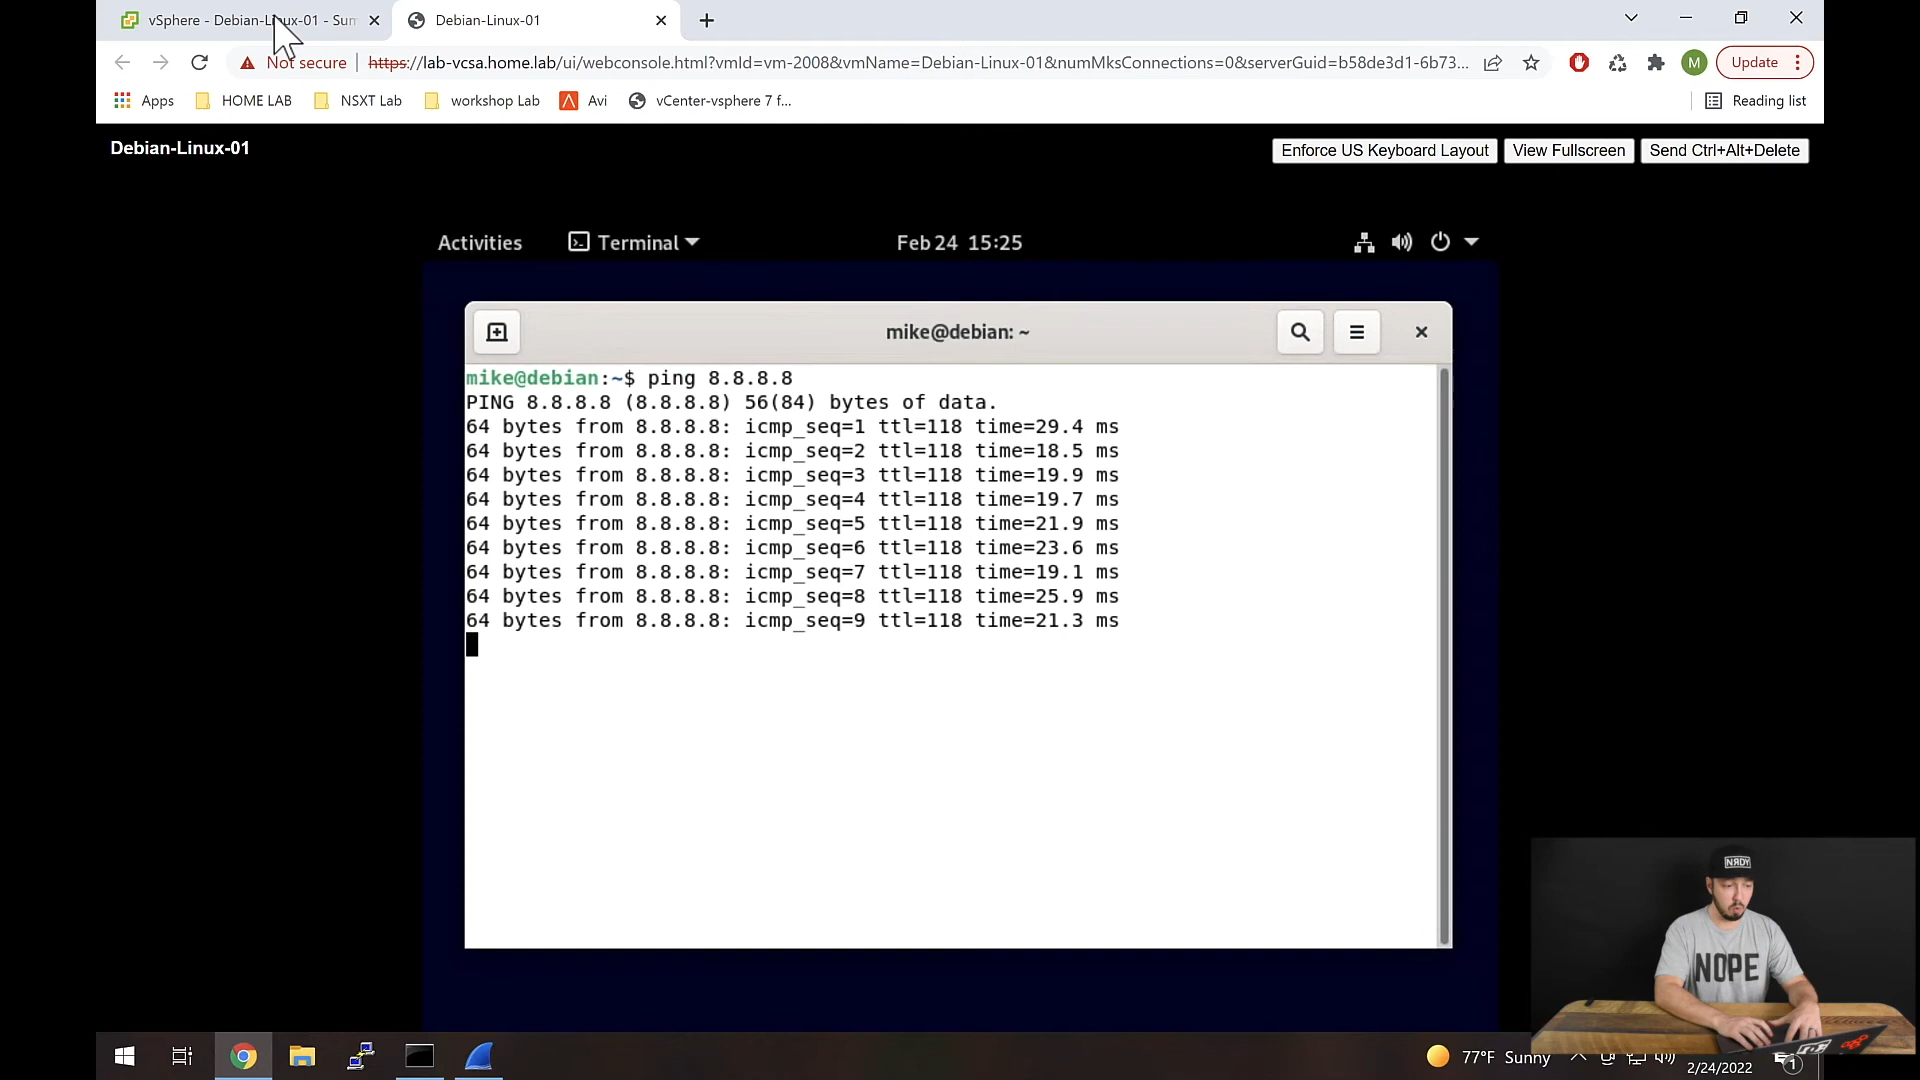 vSphere - Debian-Linux-01 - Sum
Debian-Linux-01
Not secure
https://lab-vcsa.home.lab/ui/webconsole.html?vmId=vm-2008&vmName=Debian-Linux-01&numMksConnections=0&serverGuid=b58de3d1-6b73...
M
Update
Apps
HOME LAB
NSXT Lab
workshop Lab
Avi
vCenter-vsphere 7 f...
Reading list
Debian-Linux-01
Enforce US Keyboard Layout
View Fullscreen
Send Ctrl+Alt+Delete
Activities
Terminal
Feb 24 15:25
mike@debian: ~
mike@debian:~$ ping 8.8.8.8
PING 8.8.8.8 (8.8.8.8) 56(84) bytes of data.
64 bytes from 8.8.8.8: icmp_seq=1 ttl=118 time=29.4 ms
64 bytes from 8.8.8.8: icmp_seq=2 ttl=118 time=18.5 ms
64 bytes from 8.8.8.8: icmp_seq=3 ttl=118 time=19.9 ms
64 bytes from 8.8.8.8: icmp_seq=4 ttl=118 time=19.7 ms
64 bytes from 8.8.8.8: icmp_seq=5 ttl=118 time=21.9 ms
64 bytes from 8.8.8.8: icmp_seq=6 ttl=118 time=23.6 ms
64 bytes from 8.8.8.8: icmp_seq=7 ttl=118 time=19.1 ms
64 bytes from 8.8.8.8: icmp_seq=8 ttl=118 time=25.9 ms
64 bytes from 8.8.8.8: icmp_seq=9 ttl=118 time=21.3 ms
NRDY
NOPE
77°F Sunny
2/24/2022
1